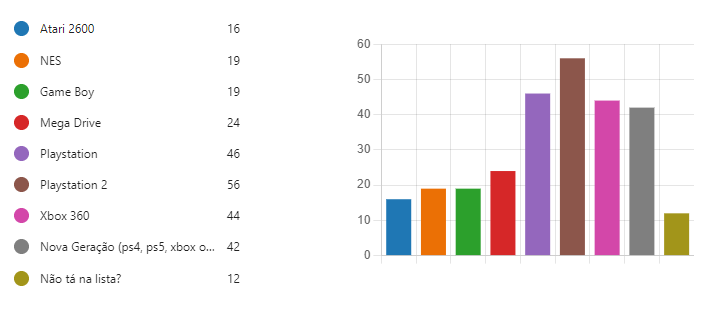 Atari 2600 16
NES 19
Game Boy 19
Mega Drive 24
Playstation 46
Playstation 2 56
Xbox 360 44
Nova Geração (ps4, ps5, xbox o... 42
Não tá na lista? 12
60
50
40
30
20
10
0